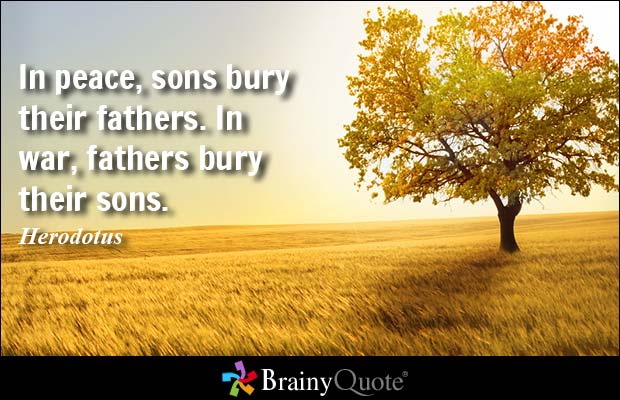 In peace, sons bury
their fathers. In
war, fathers bury
their sons.
Herodotus
BrainyQuote®